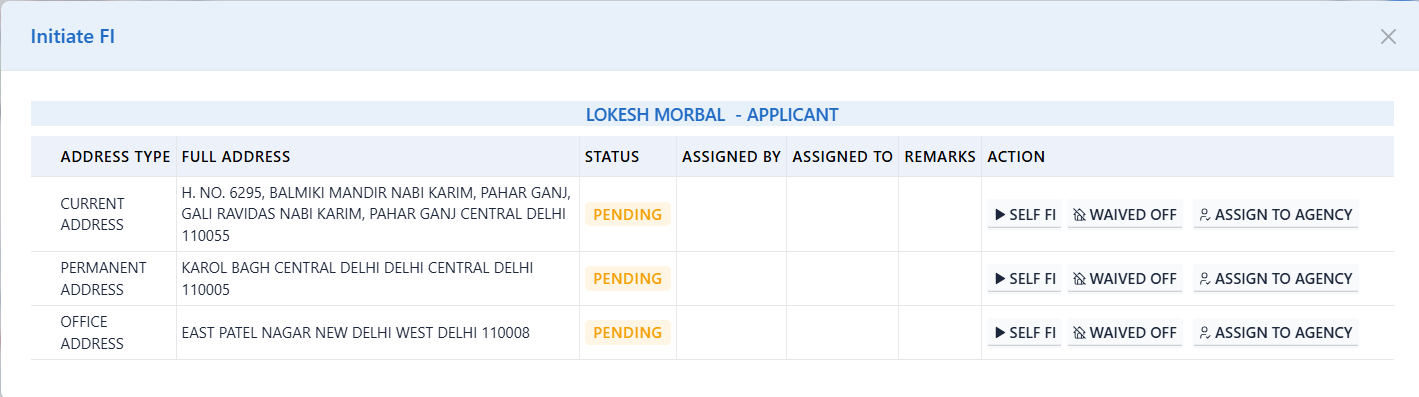 Initiate FI
LOKESH MORBAL - APPLICANT
ADDRESS TYPE FULL ADDRESS STATUS ASSIGNED BY ASSIGNED TO REMARKS ACTION
CURRENT
ADDRESS
H. NO. 6295, BALMIKI MANDIR NABI KARIM, PAHAR GANJ,
GALI RAVIDAS NABI KARIM, PAHAR GANJ CENTRAL DELHI
110055
PENDING
SELF FI WAIVED OFF ASSIGN TO AGENCY
PERMANENT
ADDRESS
KAROL BAGH CENTRAL DELHI DELHI CENTRAL DELHI
110005
PENDING
SELF FI WAIVED OFF ASSIGN TO AGENCY
OFFICE
ADDRESS
EAST PATEL NAGAR NEW DELHI WEST DELHI 110008
PENDING
SELF FI WAIVED OFF ASSIGN TO AGENCY